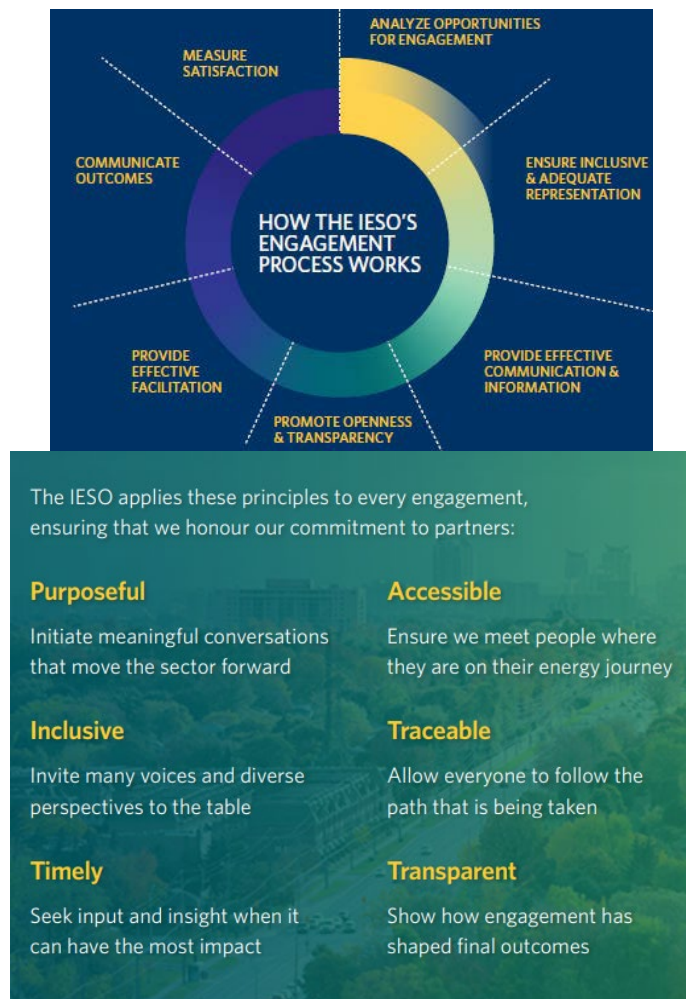 ANALYZE OPPORTUNITIES
FOR ENGAGEMENT
MEASURE
SATISFACTION
COMMUNICATE
OUTCOMES
ENSURE INCLUSIVE
& ADEQUATE
REPRESENTATION
HOW THE IESO'S
ENGAGEMENT
PROCESS WORKS
PROVIDE
EFFECTIVE
FACILITATION
PROVIDE EFFECTIVE
COMMUNICATION &
INFORMATION
PROMOTE OPENNESS
& TRANSPARENCY
The IESO applies these principles to every engagement,
ensuring that we honour our commitment to partners:
Purposeful
Initiate meaningful conversations
that move the sector forward
Accessible
Ensure we meet people where
they are on their energy journey
Inclusive
Invite many voices and diverse
perspectives to the table
Traceable
Allow everyone to follow the
path that is being taken
Timely
Seek input and insight when it
can have the most impact
Transparent
Show how engagement has
shaped final outcomes